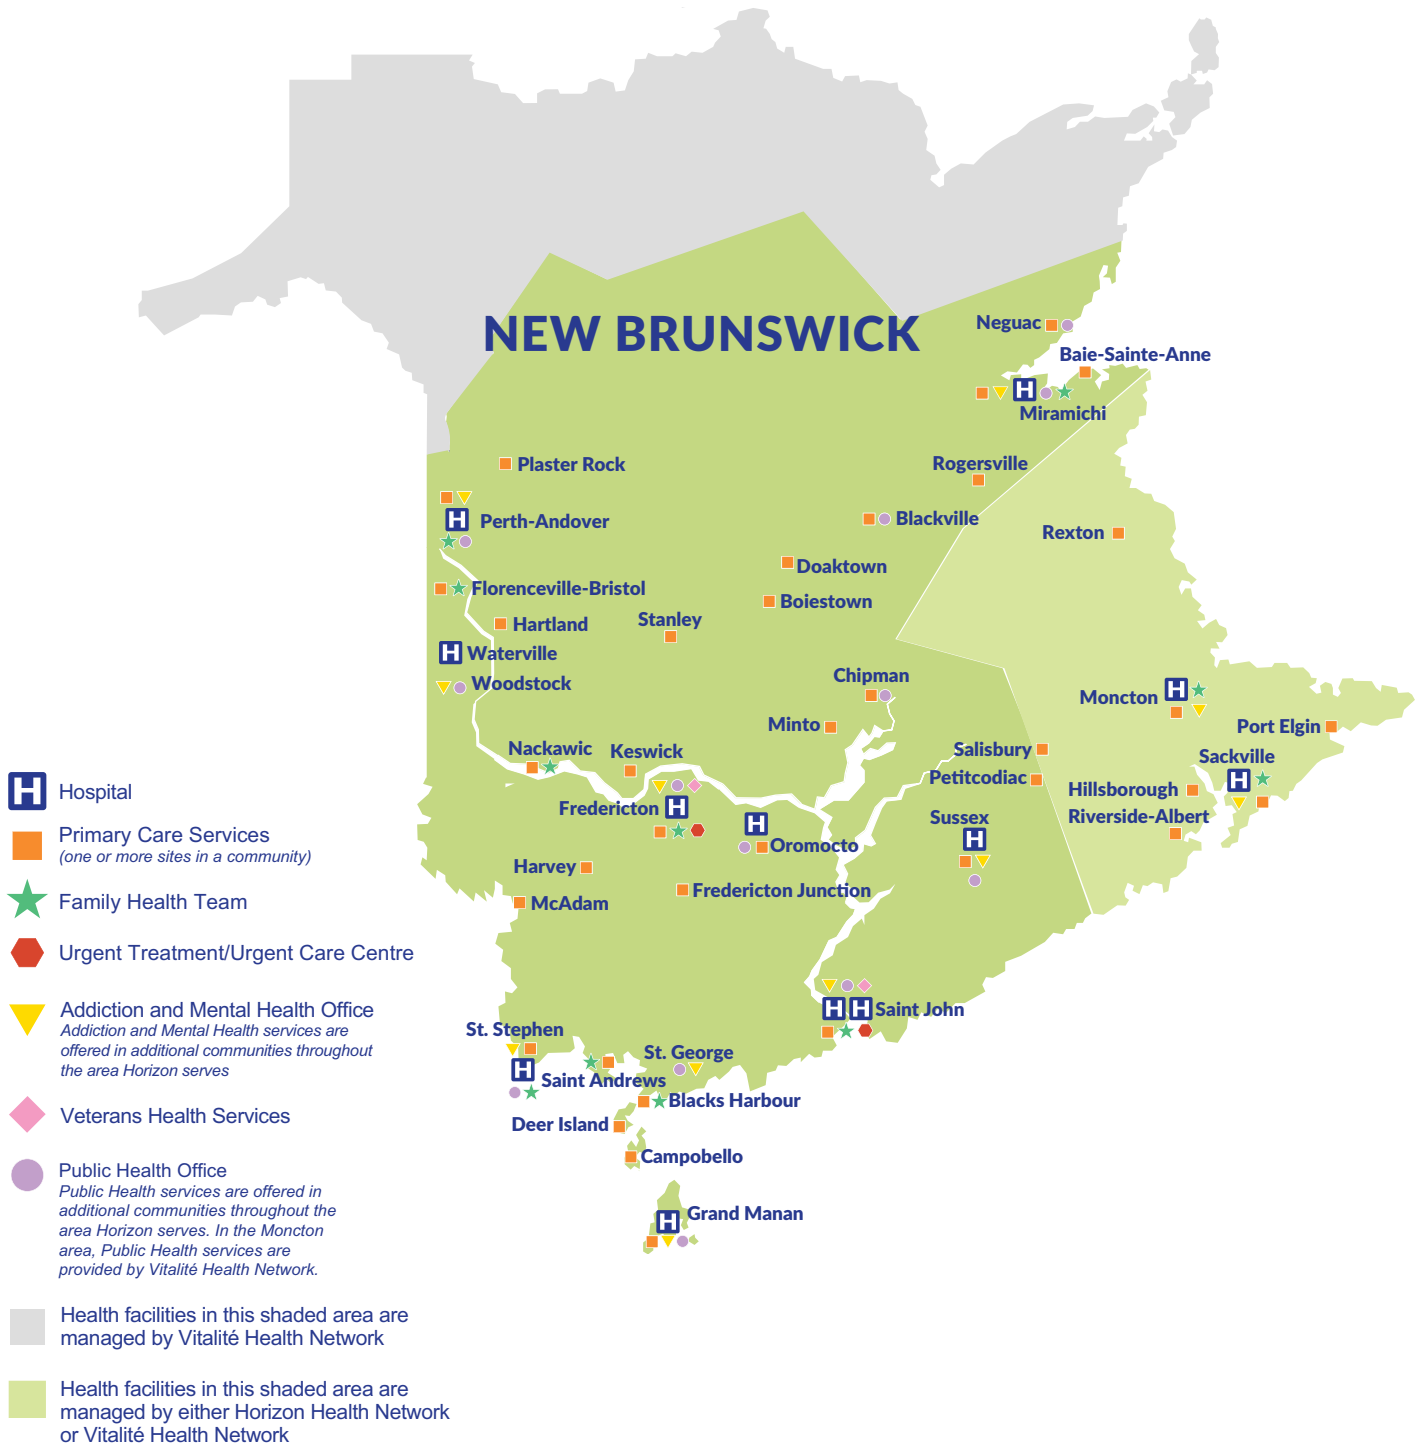 NEW BRUNSWICK
Neguac
Baie-Sainte-Anne
H
Miramichi
Plaster Rock
Rogersville
H
Perth-Andover
Blackville
Rexton
Doaktown
Florenceville-Bristol
Boiestown
Hartland
Stanley
H
Waterville
Woodstock
Chipman
H
Moncton
Minto
Port Elgin
Nackawic
Keswick
Salisbury
Sackville
H
Petitcodiac
Hillsborough
Fredericton
H
Riverside-Albert
Sussex
H
H
Oromocto
Harvey
Fredericton Junction
McAdam
H H
Saint John
St. Stephen
H
St. George
Saint Andrews
Blacks Harbour
Deer Island
Campobello
Grand Manan
H
H
Hospital
Primary Care Services
(one or more sites in a community)
Family Health Team
Urgent Treatment/Urgent Care Centre
Addiction and Mental Health Office
Addiction and Mental Health services are
offered in additional communities throughout
the area Horizon serves
Veterans Health Services
Public Health Office
Public Health services are offered in
additional communities throughout the
area Horizon serves. In the Moncton
area, Public Health services are
provided by Vitalité Health Network.
Health facilities in this shaded area are
managed by Vitalité Health Network
Health facilities in this shaded area are
managed by either Horizon Health Network
or Vitalité Health Network